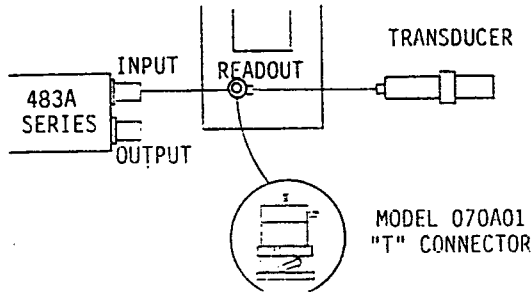 TRANSDUCER
INPUT
READOUT
483A
SERIES
OUTPUT
MODEL 070A01
"T" CONNECTOR